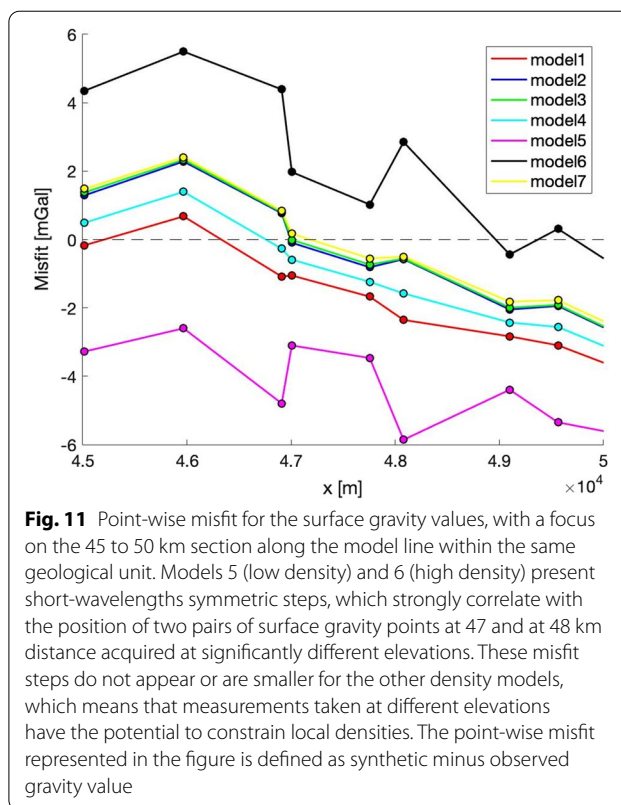 6
4
2
0
-2
-4
-6
Misfit [mGal]
model1
model2
model3
model4
model5
model6
model7
4.5
4.6
4.7
4.8
4.9
5
x [m]
×10⁴
Fig. 11 Point-wise misfit for the surface gravity values, with a focus
on the 45 to 50 km section along the model line within the same
geological unit. Models 5 (low density) and 6 (high density) present
short-wavelengths symmetric steps, which strongly correlate with
the position of two pairs of surface gravity points at 47 and at 48 km
distance acquired at significantly different elevations. These misfit
steps do not appear or are smaller for the other density models,
which means that measurements taken at different elevations
have the potential to constrain local densities. The point-wise misfit
represented in the figure is defined as synthetic minus observed
gravity value